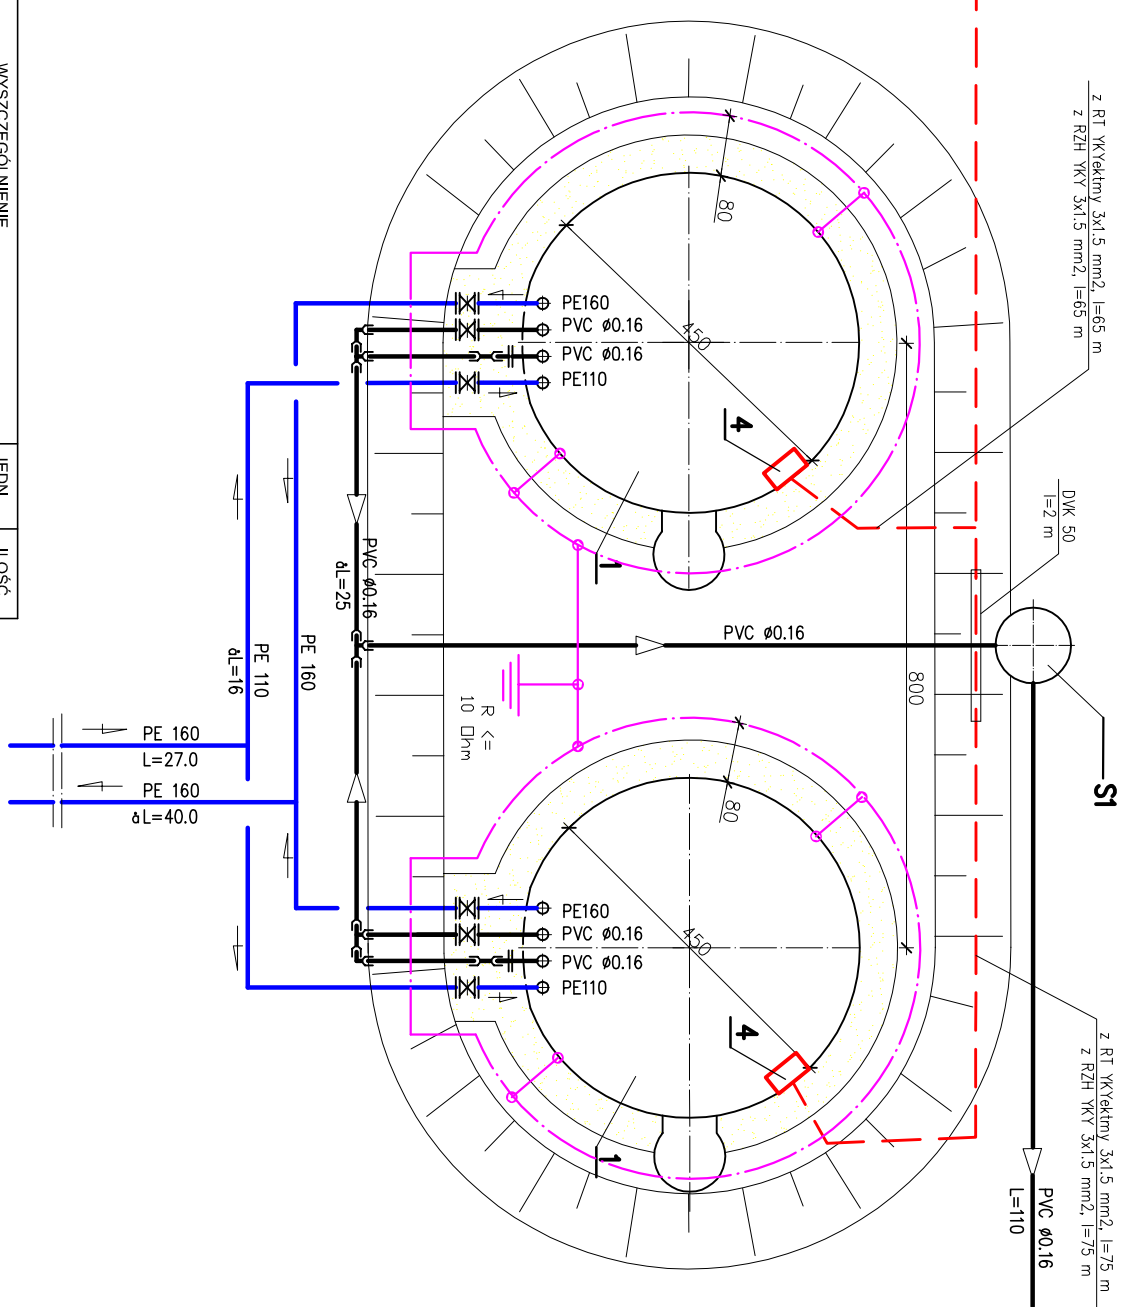 z RT YKYektmy 3x1.5 mm2, l=65 m
z RZH YKY 3x1.5 mm2, l=65 m
DVK 50
l=2 m
S1
z RT YKYektmy 3x1.5 mm2, l=75 m
z RZH YKY 3x1.5 mm2, l=75 m
PVC ø0.16
L=110
80
450
4
1
PE160
PVC ø0.16
PVC ø0.16
PE110
PVC ø0.16
800
PVC ø0.16
L=25
R <=
10 hm
PE 160
PE 110
L=16
PE 160
L=27.0
PE 160
L=40.0
80
450
4
1
PE160
PVC ø0.16
PVC ø0.16
PE110
WYSZCZEGÓLNIENIE
JEDN.
ILOŚĆ